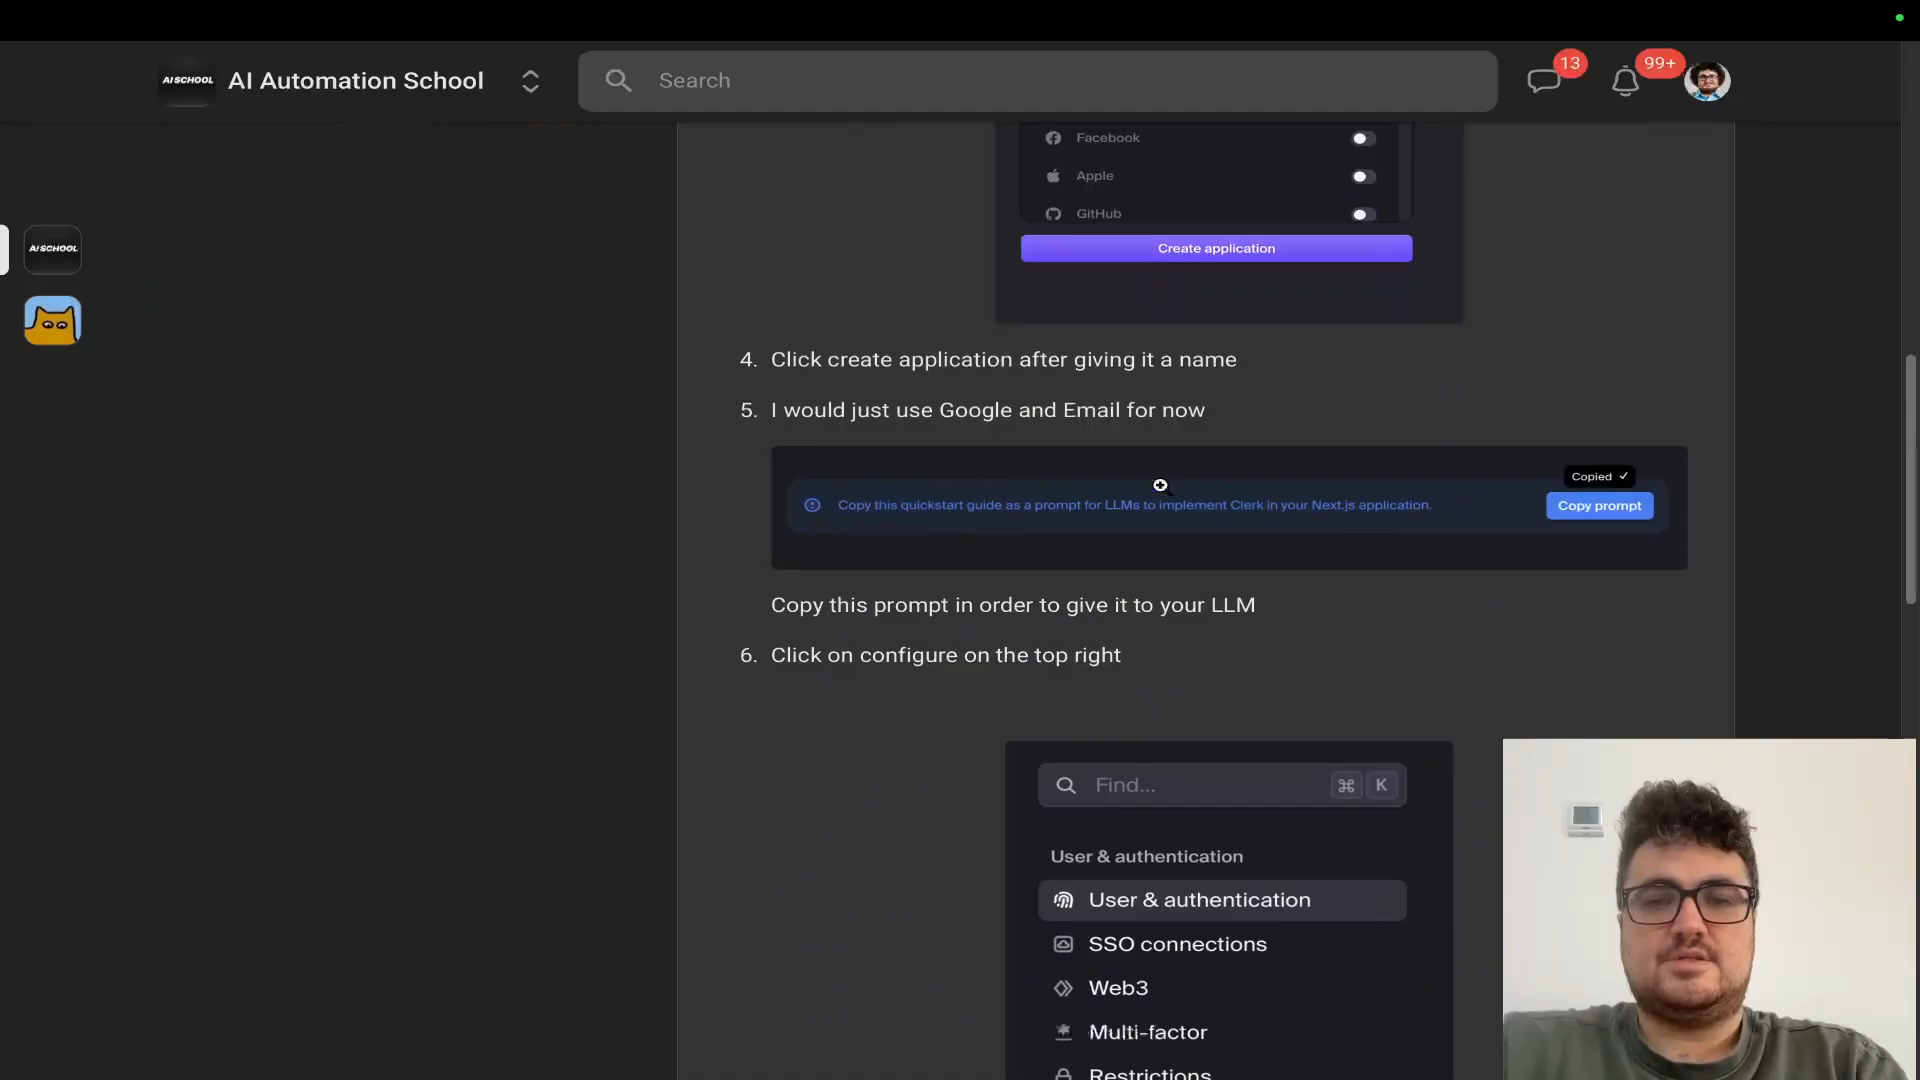 AI SCHOOL
AI Automation School
Search
13
99+
Facebook
Apple
GitHub
Create application
AI SCHOOL
4. Click create application after giving it a name
5. I would just use Google and Email for now
Copied ✓
Copy this quickstart guide as a prompt for LLMs to implement Clerk in your Next.js application.
Copy prompt
Copy this prompt in order to give it to your LLM
6. Click on configure on the top right
Find... ⌘ K
User & authentication
User & authentication
SSO connections
Web3
Multi-factor
Restrictions